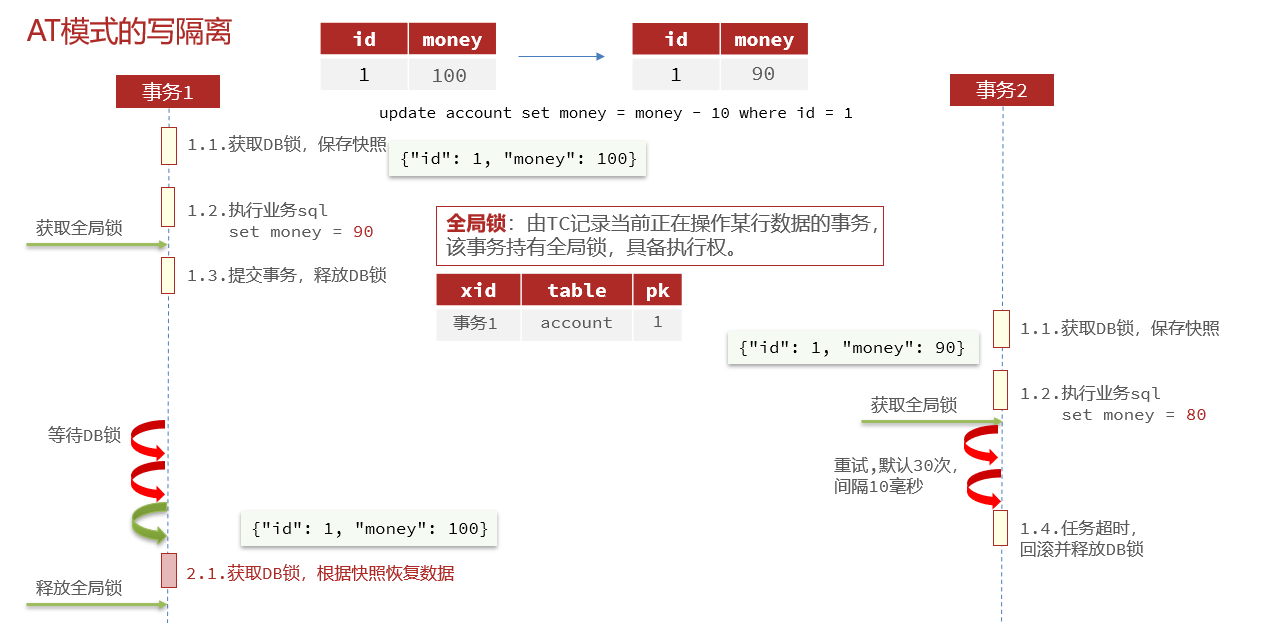 AT模式的写隔离
id money
1 100
id money
1 90
update account set money = money - 10 where id = 1
事务1
1.1.获取DB锁，保存快照
{"id": 1, "money": 100}
1.2.执行业务sql
set money = 90
获取全局锁
1.3.提交事务，释放DB锁
全局锁：由TC记录当前正在操作某行数据的事务，
该事务持有全局锁，具备执行权。
xid table pk
事务1 account 1
事务2
1.1.获取DB锁，保存快照
{"id": 1, "money": 90}
1.2.执行业务sql
set money = 80
获取全局锁
重试,默认30次，
间隔10毫秒
1.4.任务超时，
回滚并释放DB锁
等待DB锁
{"id": 1, "money": 100}
2.1.获取DB锁，根据快照恢复数据
释放全局锁